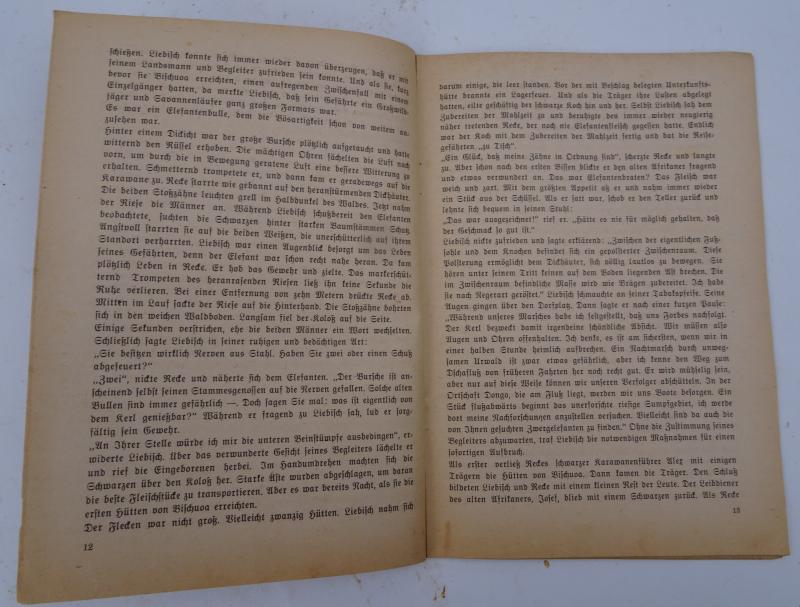 schießen. Liebisch konnte sich immer wieder davon überzeugen, daß er mit
seinem Landsmann und Begleiter zufrieden sein konnte. Und als sie, kurz
bevor sie Bischuoa erreichten, einen aufregenden Zwischenfall mit einem
Einzelgänger hatten, da merkte Liebisch, daß sein Gefährte ein Großwild-
jäger und Savannenläufer ganz großen Formats war.
Es war ein Elefantenbulle, dem die Bösartigkeit schon von weitem an-
zusehen war.
Hinter einem Dickicht war der große Bursche plötzlich aufgetaucht und hatte
witternd den Rüssel erhoben. Die mächtigen Ohren fächelten die Luft nach
vorn, um durch die in Bewegung geratene Luft eine bessere Witterung zu
erhalten. Schmetternd trompetete er, und dann kam er geradewegs auf die
Karawane zu. Recke starrte wie gebannt auf den heranstürmenden Dickhäuter.
Die beiden Stoßzähne leuchten grell im Halbdunkel des Waldes. Jetzt nahm
der Riese die Männer an. Während Liebisch schußbereit den Elefanten
beobachtete, suchten die Schwarzen hinter starken Baumstämmen Schutz.
Angstvoll starrten sie auf die beiden Weißen, die unerschütterlich auf ihrem
Standort verharrten. Liebisch war einen Augenblick besorgt um das Leben
seines Gefährten, denn der Elefant war schon recht nahe heran. Da kam
plötzlich Leben in Recke. Er hob das Gewehr und zielte. Das markerschüt-
ternd Trompeten des heranrasenden Riesen ließ ihn keine Sekunde die
Ruhe verlieren. Bei einer Entfernung von zehn Metern drückte Recke ab.
Mitten im Lauf sackte der Riese auf die Hinterhand. Die Stoßzähne bohrten
sich in den weichen Waldboden. Langsam fiel der Koloß auf die Seite.
Einige Sekunden verstrichen, ehe die beiden Männer ein Wort wechselten.
Schließlich sagte Liebisch in seiner ruhigen und bedächtigen Art:
„Sie besitzen wirklich Nerven aus Stahl. Haben Sie zwei oder einen Schuß
abgefeuert?“
„Zwei“, nickte Recke und näherte sich dem Elefanten. „Der Bursche ist an-
scheinend selbst seinen Stammesgenossen auf die Nerven gefallen. Solche alten
Bullen sind immer gefährlich —. Doch sagen Sie mal: was ist eigentlich von
dem Kerl genießbar?“ Während er fragend zu Liebisch sah, lud er sorg-
fältig sein Gewehr.
„An Ihrer Stelle würde ich mir die unteren Beinstümpfe ausbedingen“, er-
widerte Liebisch. Über das verwunderte Gesicht seines Begleiters lächelte er
und rief die Eingeborenen herbei. Im Handumdrehen machten sich die
Schwarzen über den Koloß her. Starke Äste wurden abgeschlagen, um daran
die beste Fleischstücke zu transportieren. Aber es war bereits Nacht, als sie die
ersten Hütten von Bischuoa erreichten.
Der Flecken war nicht groß. Vielleicht zwanzig Hütten. Liebisch nahm sich
12
darum einige, die leer standen. Vor der mit Beschlag belegten Unterkunfts-
hütte brannte ein Lagerfeuer. Und als die Träger ihre Lasten abgelegt
hatten, eilte geschäftig der schwarze Koch hin und her. Selbst Liebisch sah dem
Zubereiten der Mahlzeit zu und beruhigte den immer wieder neugierig
näher tretenden Recke, der noch nie Elefantenfleisch gegessen hatte. Endlich
war der Koch mit dem Zubereiten der Mahlzeit fertig und bat die Reise-
gefährten „zu Tisch“.
„Ein Glück, daß meine Zähne in Ordnung sind“, scherzte Recke und langte
zu. Aber schon nach den ersten Bissen blickte er den alten Afrikaner fragend
und etwas verwundert an. Das war Elefantenbraten? Das Fleisch war
weich und zart. Mit dem größten Appetit aß er und nahm immer wieder
ein Stück aus der Schüssel. Als er satt war, schob er den Teller zurück und
lehnte sich bequem in seinen Stuhl:
„Das war ausgezeichnet!“ rief er. „Hätte es nie für möglich gehalten, daß
der Geschmack so gut ist.“
Liebisch nickte zufrieden und sagte erklärend: „Zwischen der eigentlichen Fuß-
sohle und dem Knochen befindet sich ein gepolsterter Zwischenraum. Diese
Polsterung ermöglicht dem Dickhäuter, sich völlig lautlos zu bewegen. Sie
hören unter seinem Tritt keinen auf dem Boden liegenden Ast brechen. Die
im Zwischenraum befindliche Masse wird wie Brägen zubereitet. Ich habe
sie nach Negerart geröstet.“ Liebisch schmauchte an seiner Tabakspfeife. Seine
Augen gingen über den Dorfplatz. Dann sagte er nach einer kurzen Pause:
„Während unseres Marsches habe ich festgestellt, daß uns Forbes nachfolgt.
Der Kerl bezweckt damit irgendeine schändliche Absicht. Wir müssen also
Augen und Ohren offenhalten. Ich denke, es ist am sichersten, wenn wir in
einer halben Stunde heimlich aufbrechen. Ein Nachtmarsch durch unweg-
samen Urwald ist zwar etwas gefährlich, aber ich kenne den Weg zum
Dschafluß von früheren Fahrten her noch recht gut. Er wird mühselig sein,
aber nur auf diese Weise können wir unseren Verfolger abschütteln. In der
Ortschaft Dongo, die am Fluß liegt, werden wir uns Boote besorgen. Ein
Stück flußabwärts beginnt das unerforschte riesige Sumpfgebiet, ich werde
dort meine Nachforschungen anzustellen versuchen. Vielleicht sind da auch die
von Ihnen gesuchten Zwergelefanten zu finden.“ Ohne die Zustimmung seines
Begleiters abzuwarten, traf Liebisch die notwendigen Maßnahmen für einen
sofortigen Aufbruch.
Als erster verließ Reckes schwarzer Karawanenführer Alex mit einigen
Trägern die Hütten von Bischuoa. Dann kamen die Träger. Den Schluß
bildeten Liebisch und Recke mit einem kleinen Rest der Leute. Der Leibdiener
des alten Afrikaners, Josef, blieb mit einem Schwarzen zurück. Als Recke
13